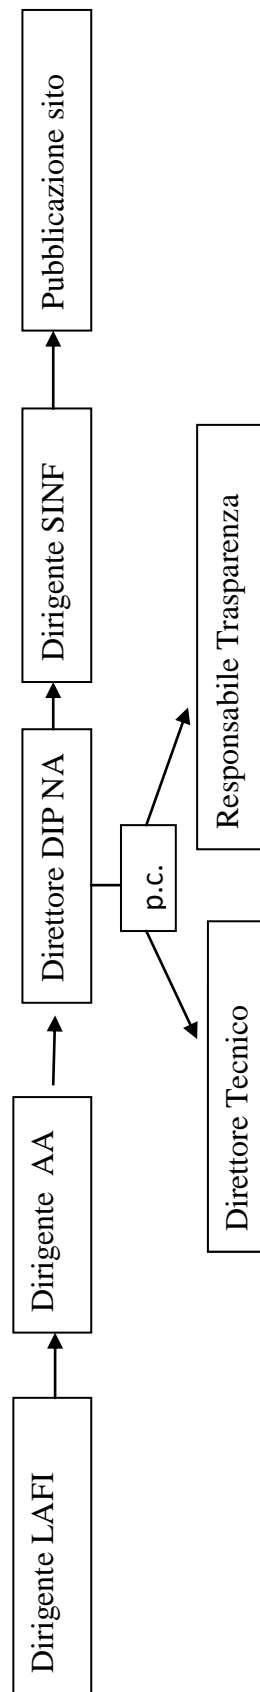 Dirigente LAFI
Dirigente AA
Direttore DIP NA
Dirigente SINF
Pubblicazione sito
p.c.
Direttore Tecnico
Responsabile Trasparenza